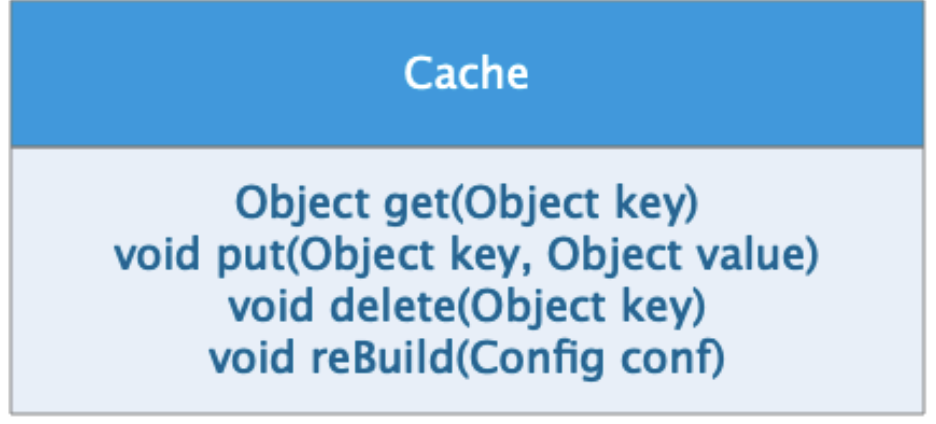 Cache
Object get(Object key)
void put(Object key, Object value)
void delete(Object key)
void reBuild(Config conf)